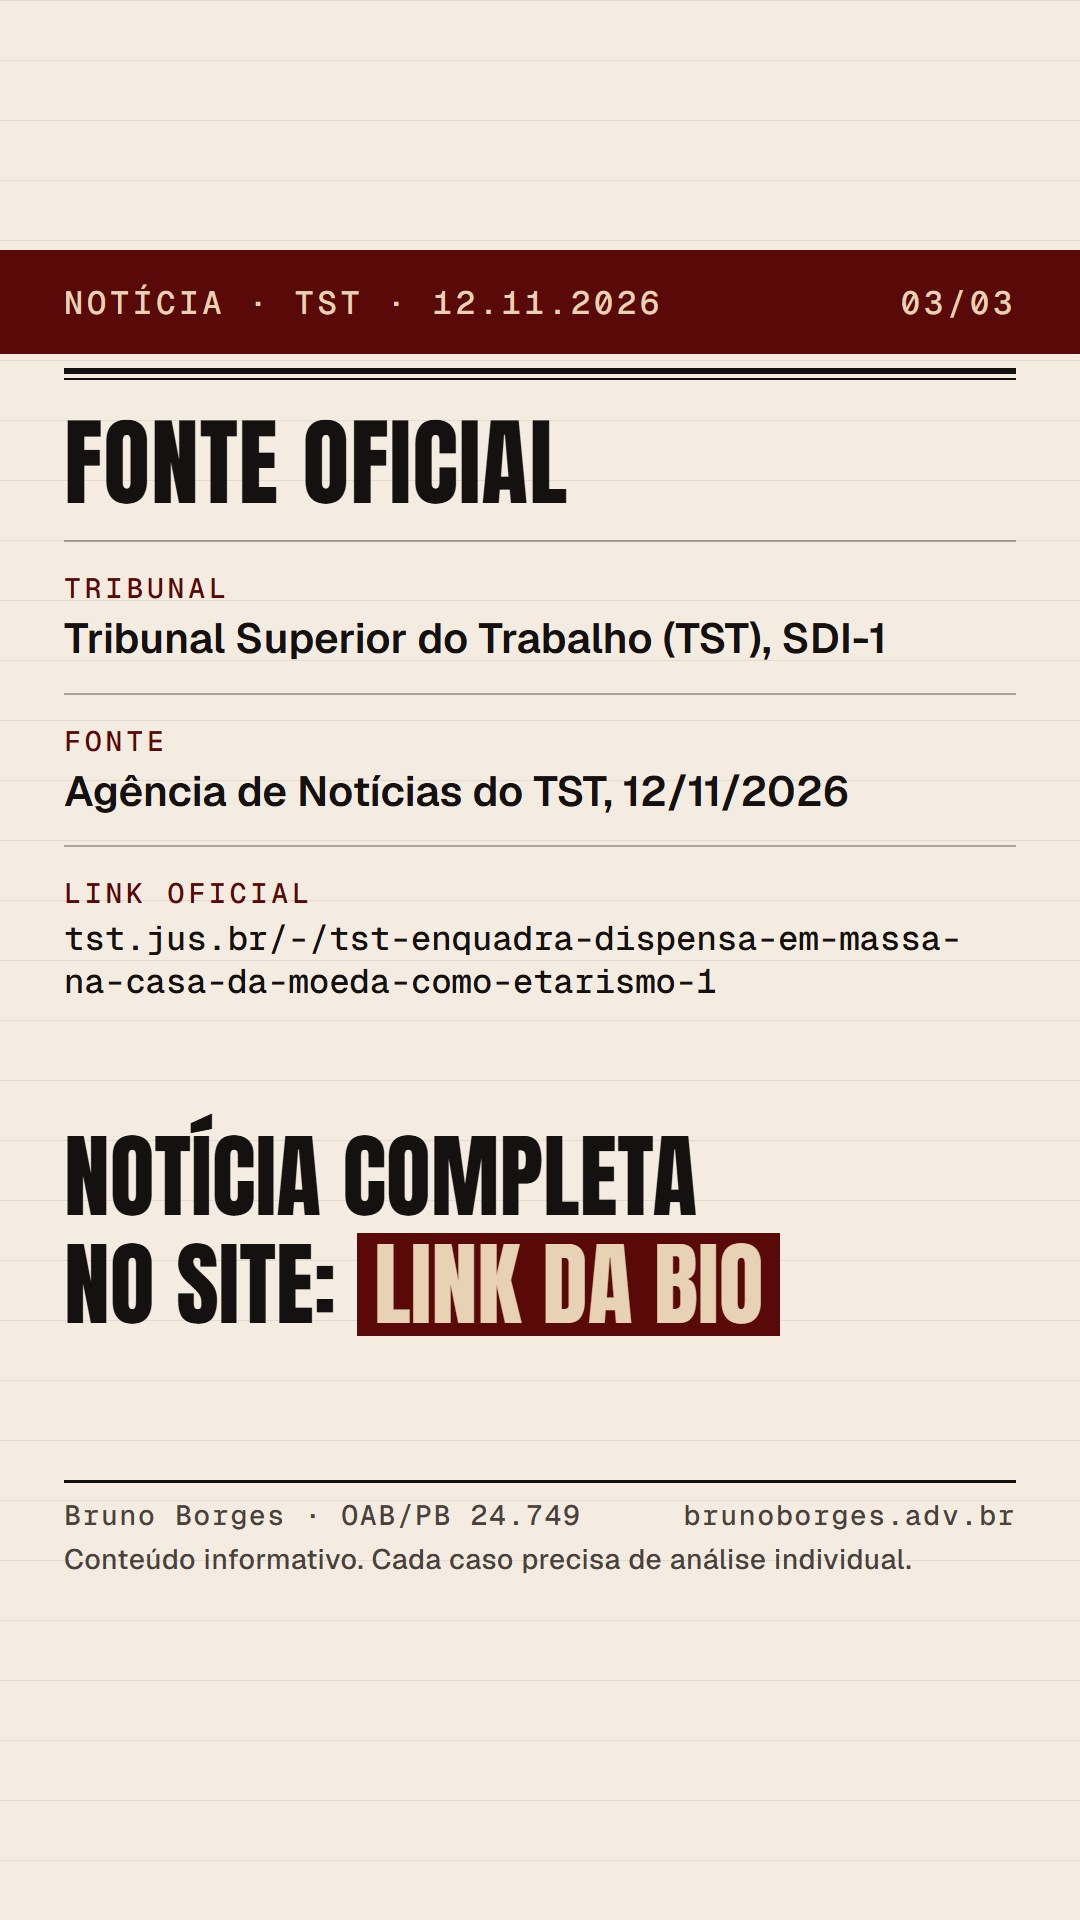 NOTÍCIA · TST · 12.11.2026 03/03
FONTE OFICIAL
TRIBUNAL
Tribunal Superior do Trabalho (TST), SDI-1
FONTE
Agência de Notícias do TST, 12/11/2026
LINK OFICIAL
tst.jus.br/-/tst-enquadra-dispensa-em-massa-
na-casa-da-moeda-como-etarismo-1
NOTÍCIA COMPLETA
NO SITE: LINK DA BIO
Bruno Borges · OAB/PB 24.749 brunoborges.adv.br
Conteúdo informativo. Cada caso precisa de análise individual.